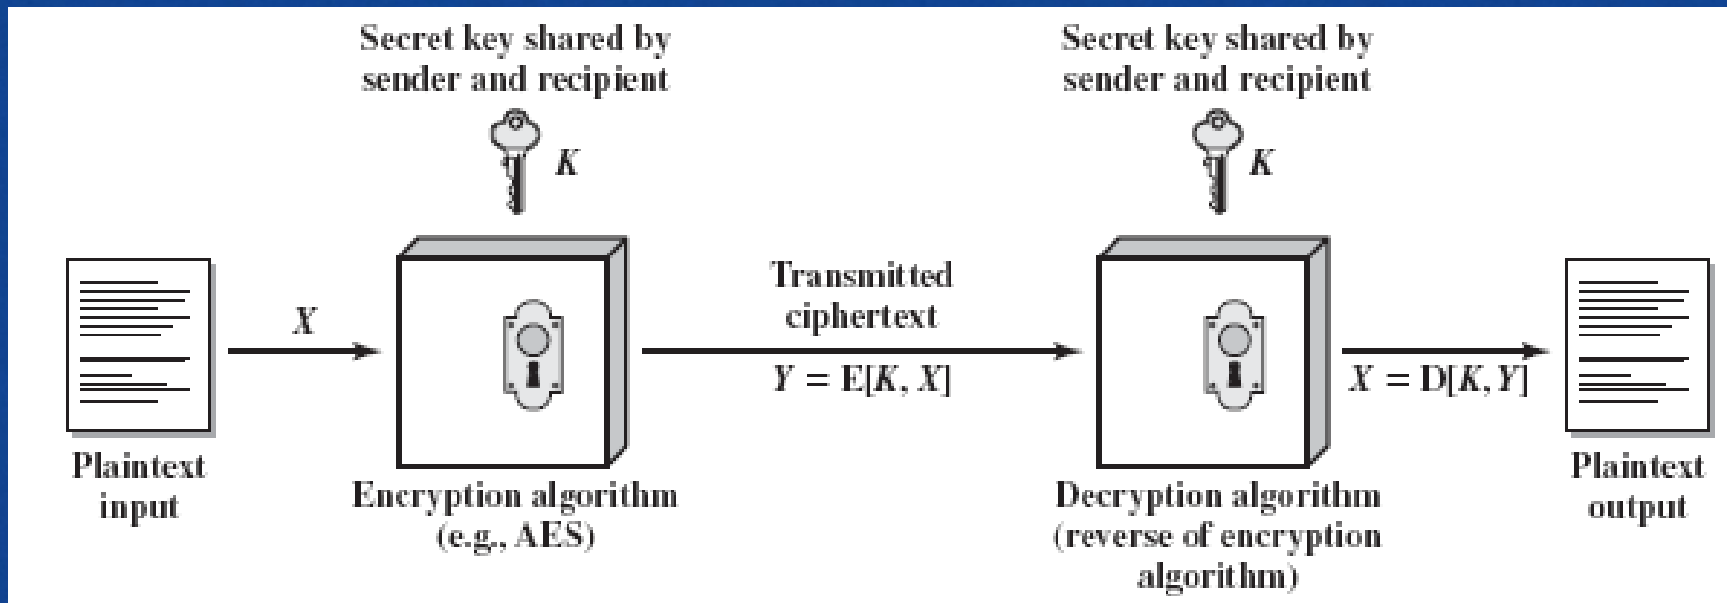 Secret key shared by
sender and recipient
K
Secret key shared by
sender and recipient
K
X
Transmitted
ciphertext
Y = E[K, X]
X = D[K, Y]
Plaintext
input
Encryption algorithm
(e.g., AES)
Decryption algorithm
(reverse of encryption
algorithm)
Plaintext
output